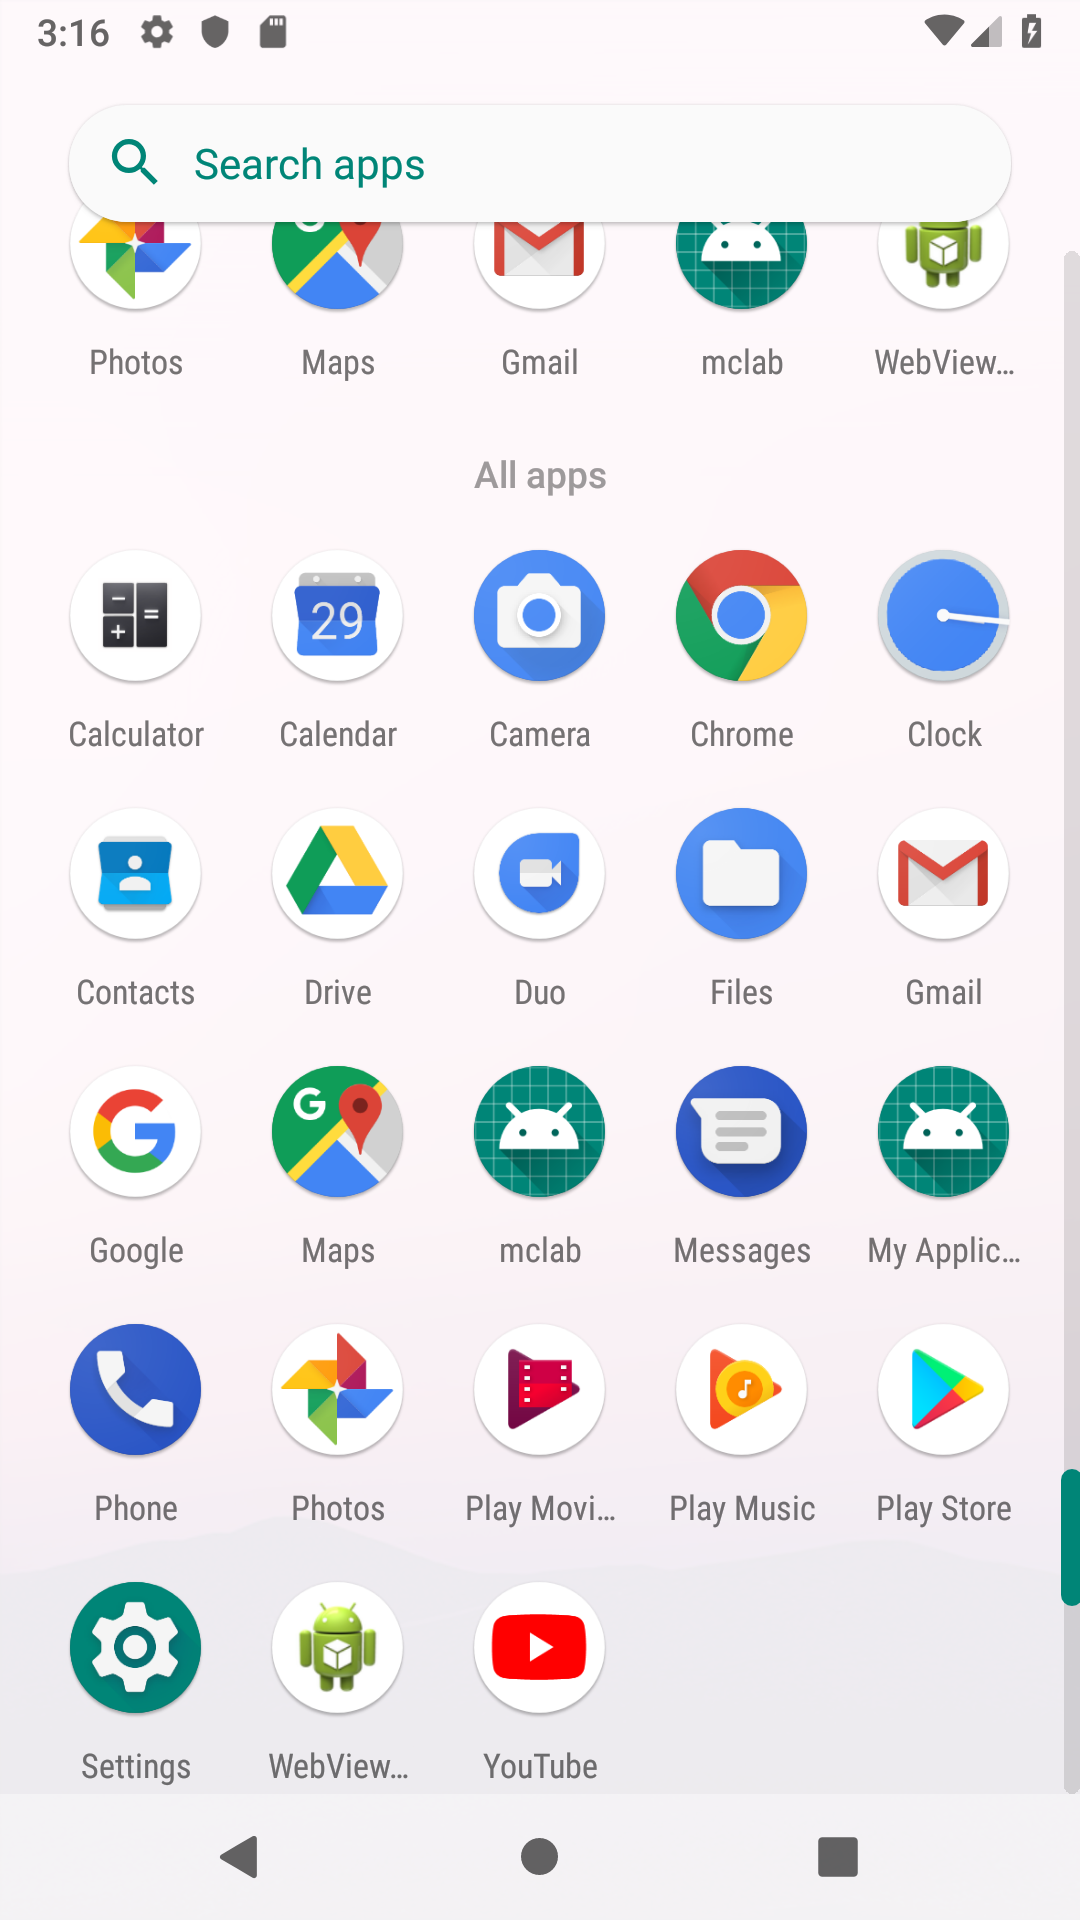 3:16
Search apps
Photos Maps Gmail mclab WebView...
All apps
29
Calculator Calendar Camera Chrome Clock
Contacts Drive Duo Files Gmail
Google Maps mclab Messages My Applic...
Phone Photos Play Movi... Play Music Play Store
Settings WebView... YouTube